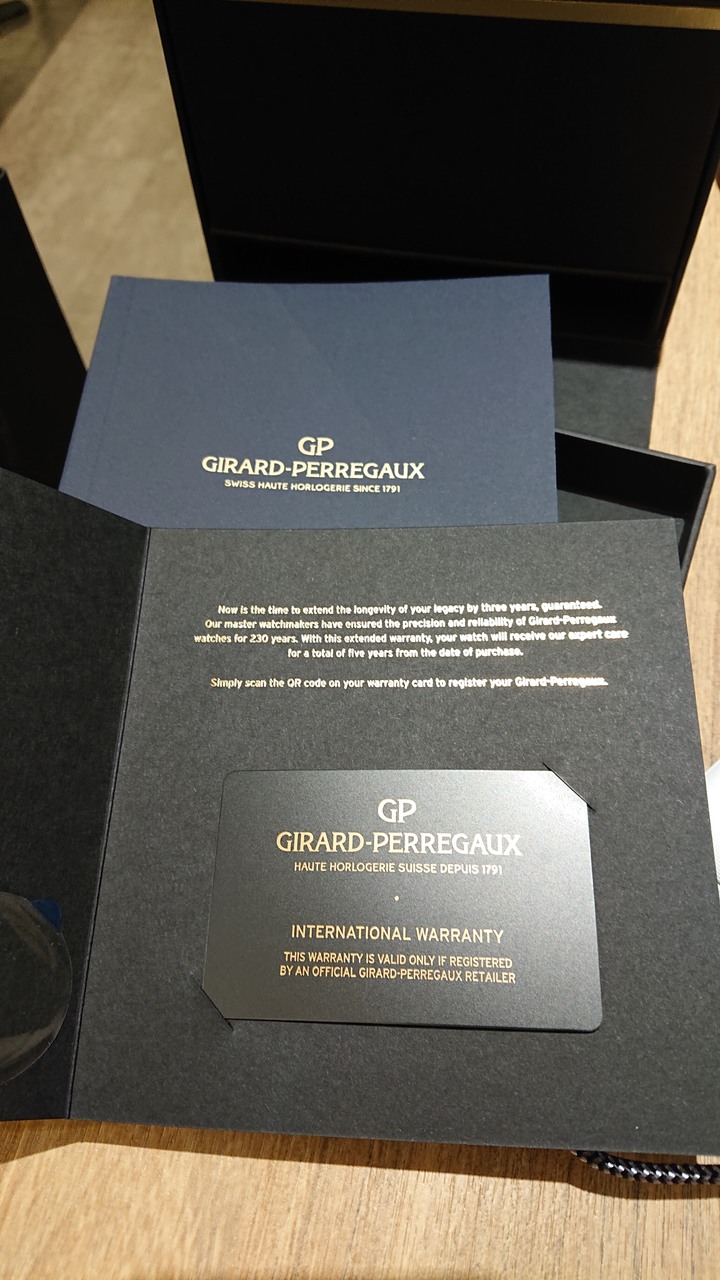 GP
GIRARD-PERREGAUX
SWISS HAUTE HORLOGERIE SINCE 1791
Now is the time to extend the longevity of your legacy by three years, guaranteed.
Our master watchmakers have ensured the precision and reliability of Girard-Perregaux
watches for 230 years. With this extended warranty, your watch will receive our expert care
for a total of five years from the date of purchase.
Simply scan the QR code on your warranty card to register your Girard-Perregaux.
GP
GIRARD-PERREGAUX
HAUTE HORLOGERIE SUISSE DEPUIS 1791
INTERNATIONAL WARRANTY
THIS WARRANTY IS VALID ONLY IF REGISTERED
BY AN OFFICIAL GIRARD-PERREGAUX RETAILER